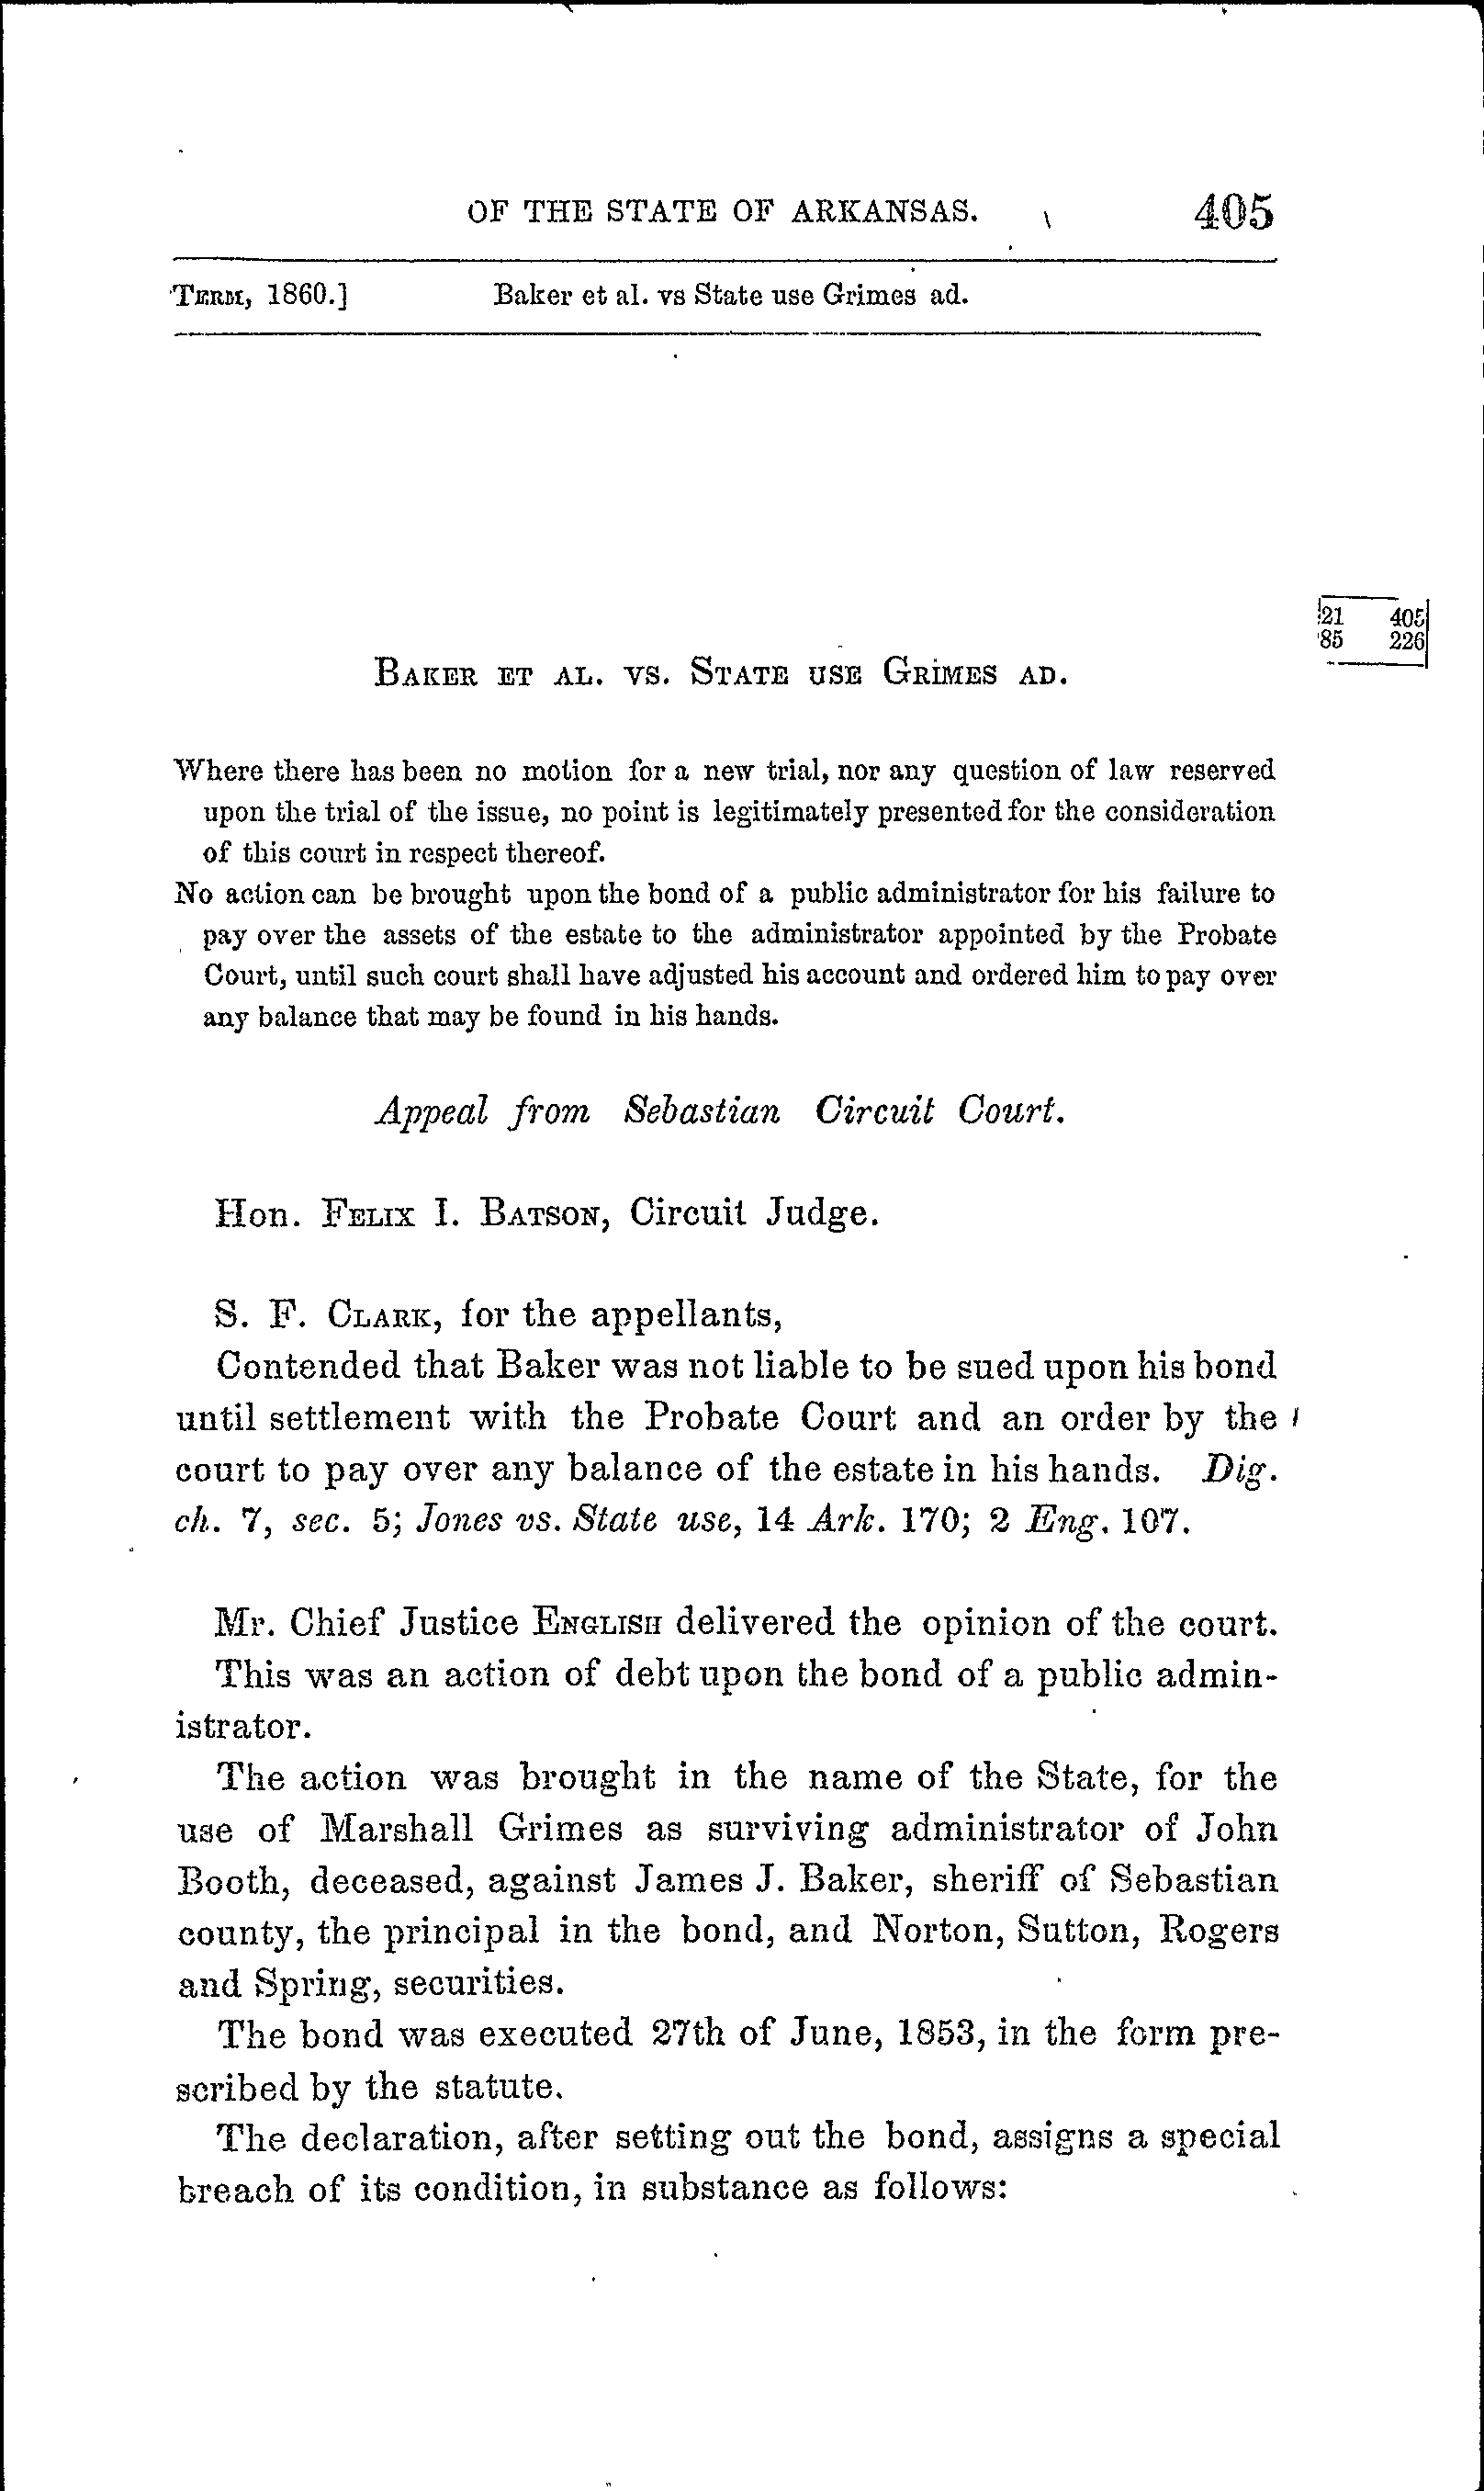 OF THE STATE OF ARKANSAS. 405
TERM, 1860.] Baker et al. vs State use Grimes ad.
21 405
85 226
BAKER ET AL. VS. STATE USE GRIMES AD.
Where there has been no motion for a new trial, nor any question of law reserved
upon the trial of the issue, no point is legitimately presented for the consideration
of this court in respect thereof.
No action can be brought upon the bond of a public administrator for his failure to
pay over the assets of the estate to the administrator appointed by the Probate
Court, until such court shall have adjusted his account and ordered him to pay over
any balance that may be found in his hands.
Appeal from Sebastian Circuit Court.
Hon. FELIX I. BATSON, Circuit Judge.
S. F. CLARK, for the appellants,
Contended that Baker was not liable to be sued upon his bond
until settlement with the Probate Court and an order by the
court to pay over any balance of the estate in his hands. Dig.
ch. 7, sec. 5; Jones vs. State use, 14 Ark. 170; 2 Eng. 107.
Mr. Chief Justice ENGLISH delivered the opinion of the court.
This was an action of debt upon the bond of a public admin-
istrator.
The action was brought in the name of the State, for the
use of Marshall Grimes as surviving administrator of John
Booth, deceased, against James J. Baker, sheriff of Sebastian
county, the principal in the bond, and Norton, Sutton, Rogers
and Spring, securities.
The bond was executed 27th of June, 1853, in the form pre-
scribed by the statute.
The declaration, after setting out the bond, assigns a special
breach of its condition, in substance as follows: